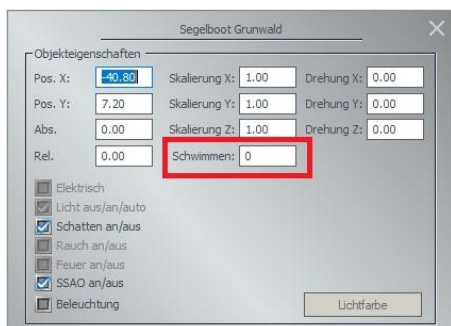 Segelboot Grunwald
Objekteigenschaften
Pos. X: -40.80 Skalierung X: 1.00 Drehung X: 0.00
Pos. Y: 7.20 Skalierung Y: 1.00 Drehung Y: 0.00
Abs. 0.00 Skalierung Z: 1.00 Drehung Z: 0.00
Rel. 0.00 Schwimmen: 0
Elektrisch
Licht aus/an/auto
Schatten an/aus
Rauch an/aus
Feuer an/aus
SSAO an/aus
Beleuchtung Lichtfarbe